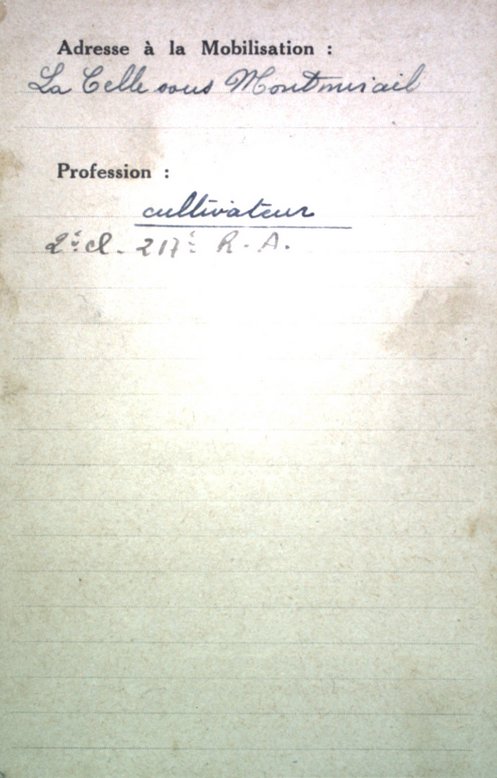 Adresse à la Mobilisation :
La Celle sous Montmirail
Profession :
cultivateur
2e cl. 217e R. A.